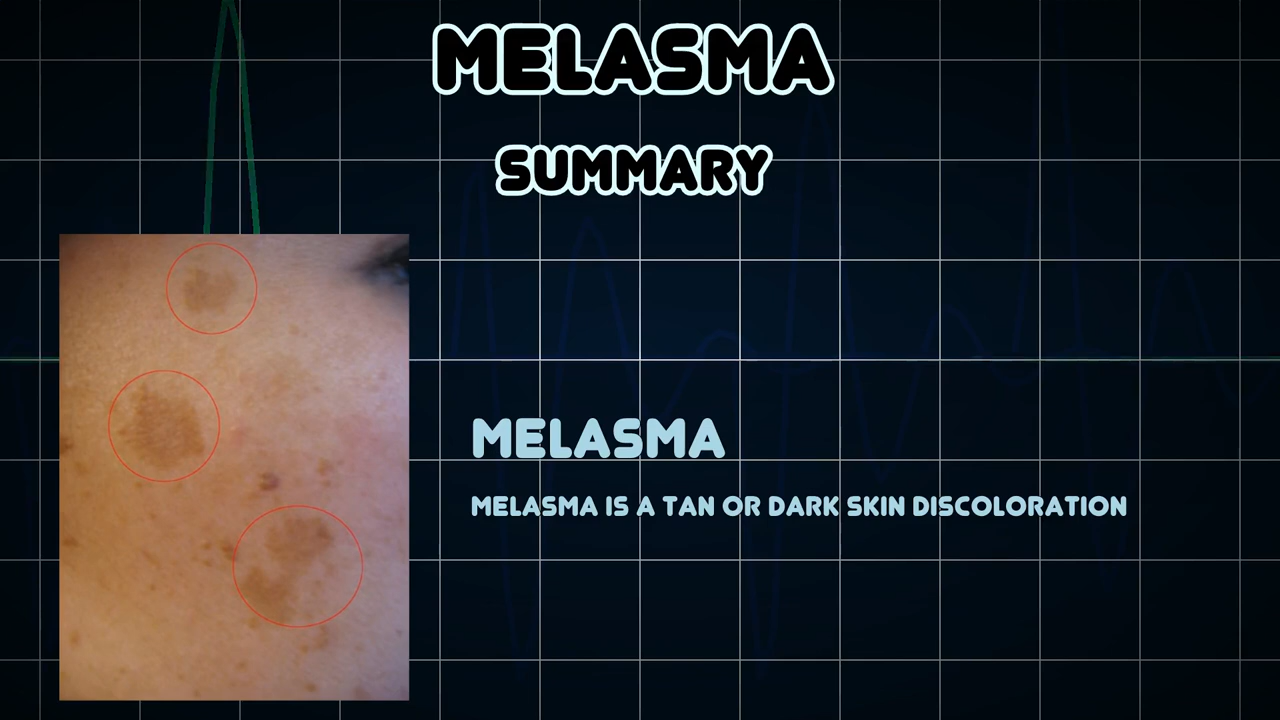 MELASMA
SUMMARY
MELASMA
MELASMA IS A TAN OR DARK SKIN DISCOLORATION